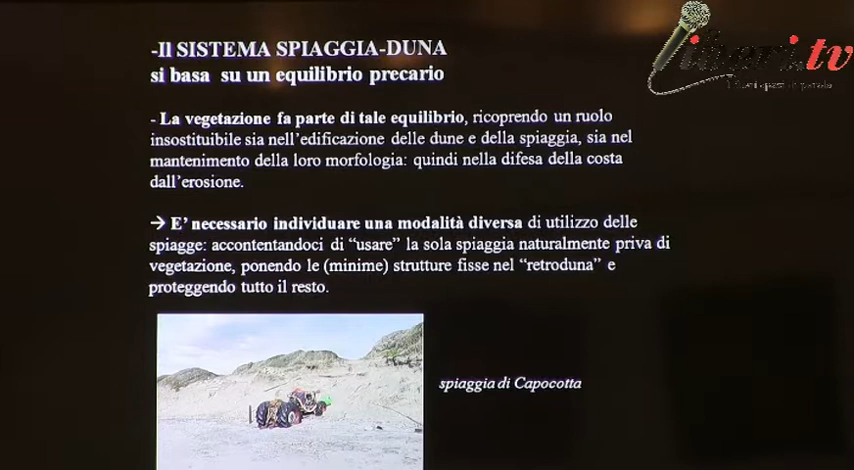 -Il SISTEMA SPIAGGIA-DUNA
si basa su un equilibrio precario
- La vegetazione fa parte di tale equilibrio, ricoprendo un ruolo
insostituibile sia nell'edificazione delle dune e della spiaggia, sia nel
mantenimento della loro morfologia: quindi nella difesa della costa
dall'erosione.
→ E' necessario individuare una modalità diversa di utilizzo delle
spiagge: accontentandoci di "usare" la sola spiaggia naturalmente priva di
vegetazione, ponendo le (minime) strutture fisse nel "retroduna" e
proteggendo tutto il resto.
spiaggia di Capocotta
liberi.tv